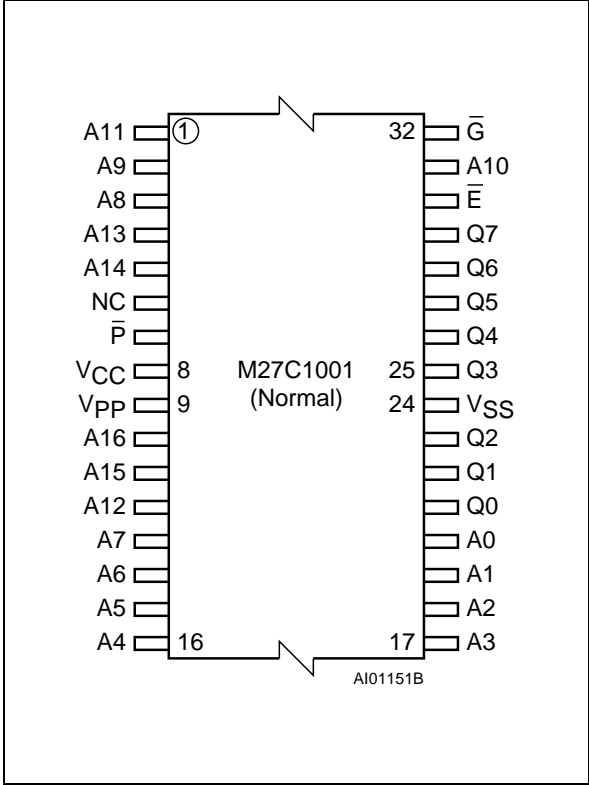 A11 1 32 G̅
A9 A10
A8 E̅
A13 Q7
A14 Q6
NC Q5
P̅ Q4
VCC 8 M27C1001 25 Q3
VPP 9 (Normal) 24 VSS
A16 Q2
A15 Q1
A12 Q0
A7 A0
A6 A1
A5 A2
A4 16 17 A3
AI01151B